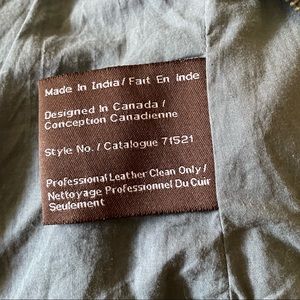 Made In India / Fait En Inde
Designed In Canada /
Conception Canadienne
Style No. / Catalogue 71521
Professional Leather Clean Only /
Nettoyage Professionnel Du Cuir
Seulement